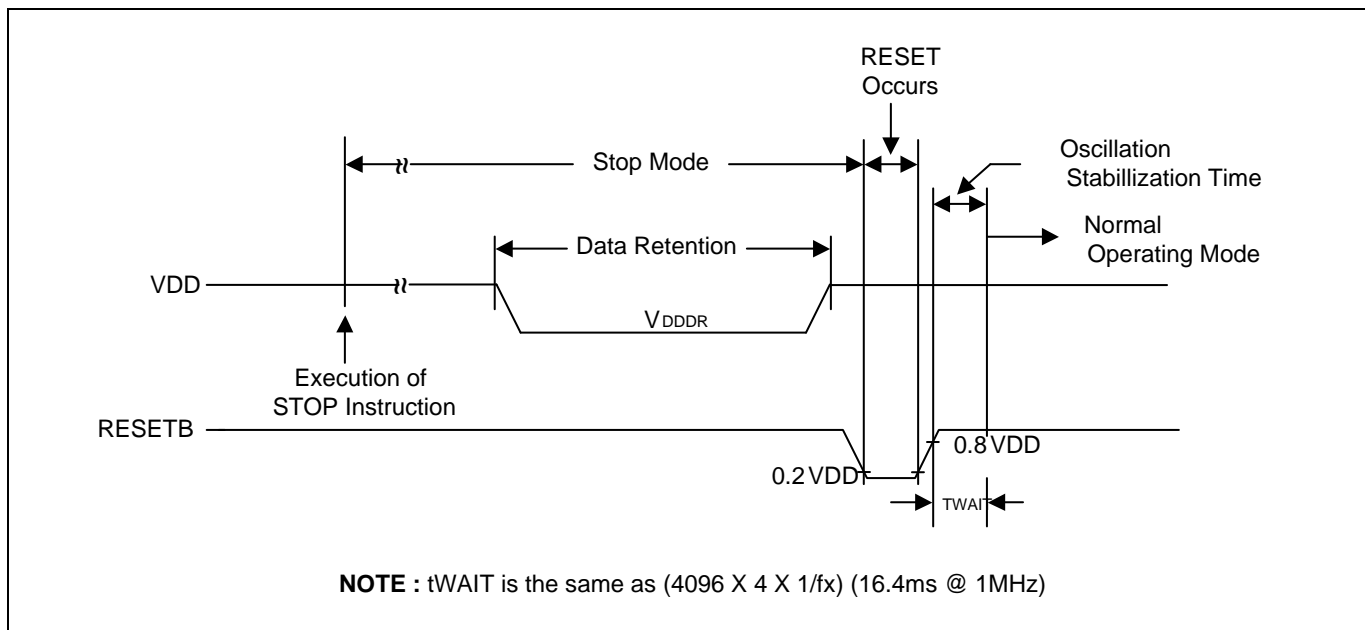 RESET
Occurs
Oscillation
Stabillization Time
Stop Mode
Normal
Operating Mode
Data Retention
VDD
VDDDR
Execution of
STOP Instruction
RESETB
0.8 VDD
0.2 VDD
TWAIT
NOTE : tWAIT is the same as (4096 X 4 X 1/fx) (16.4ms @ 1MHz)